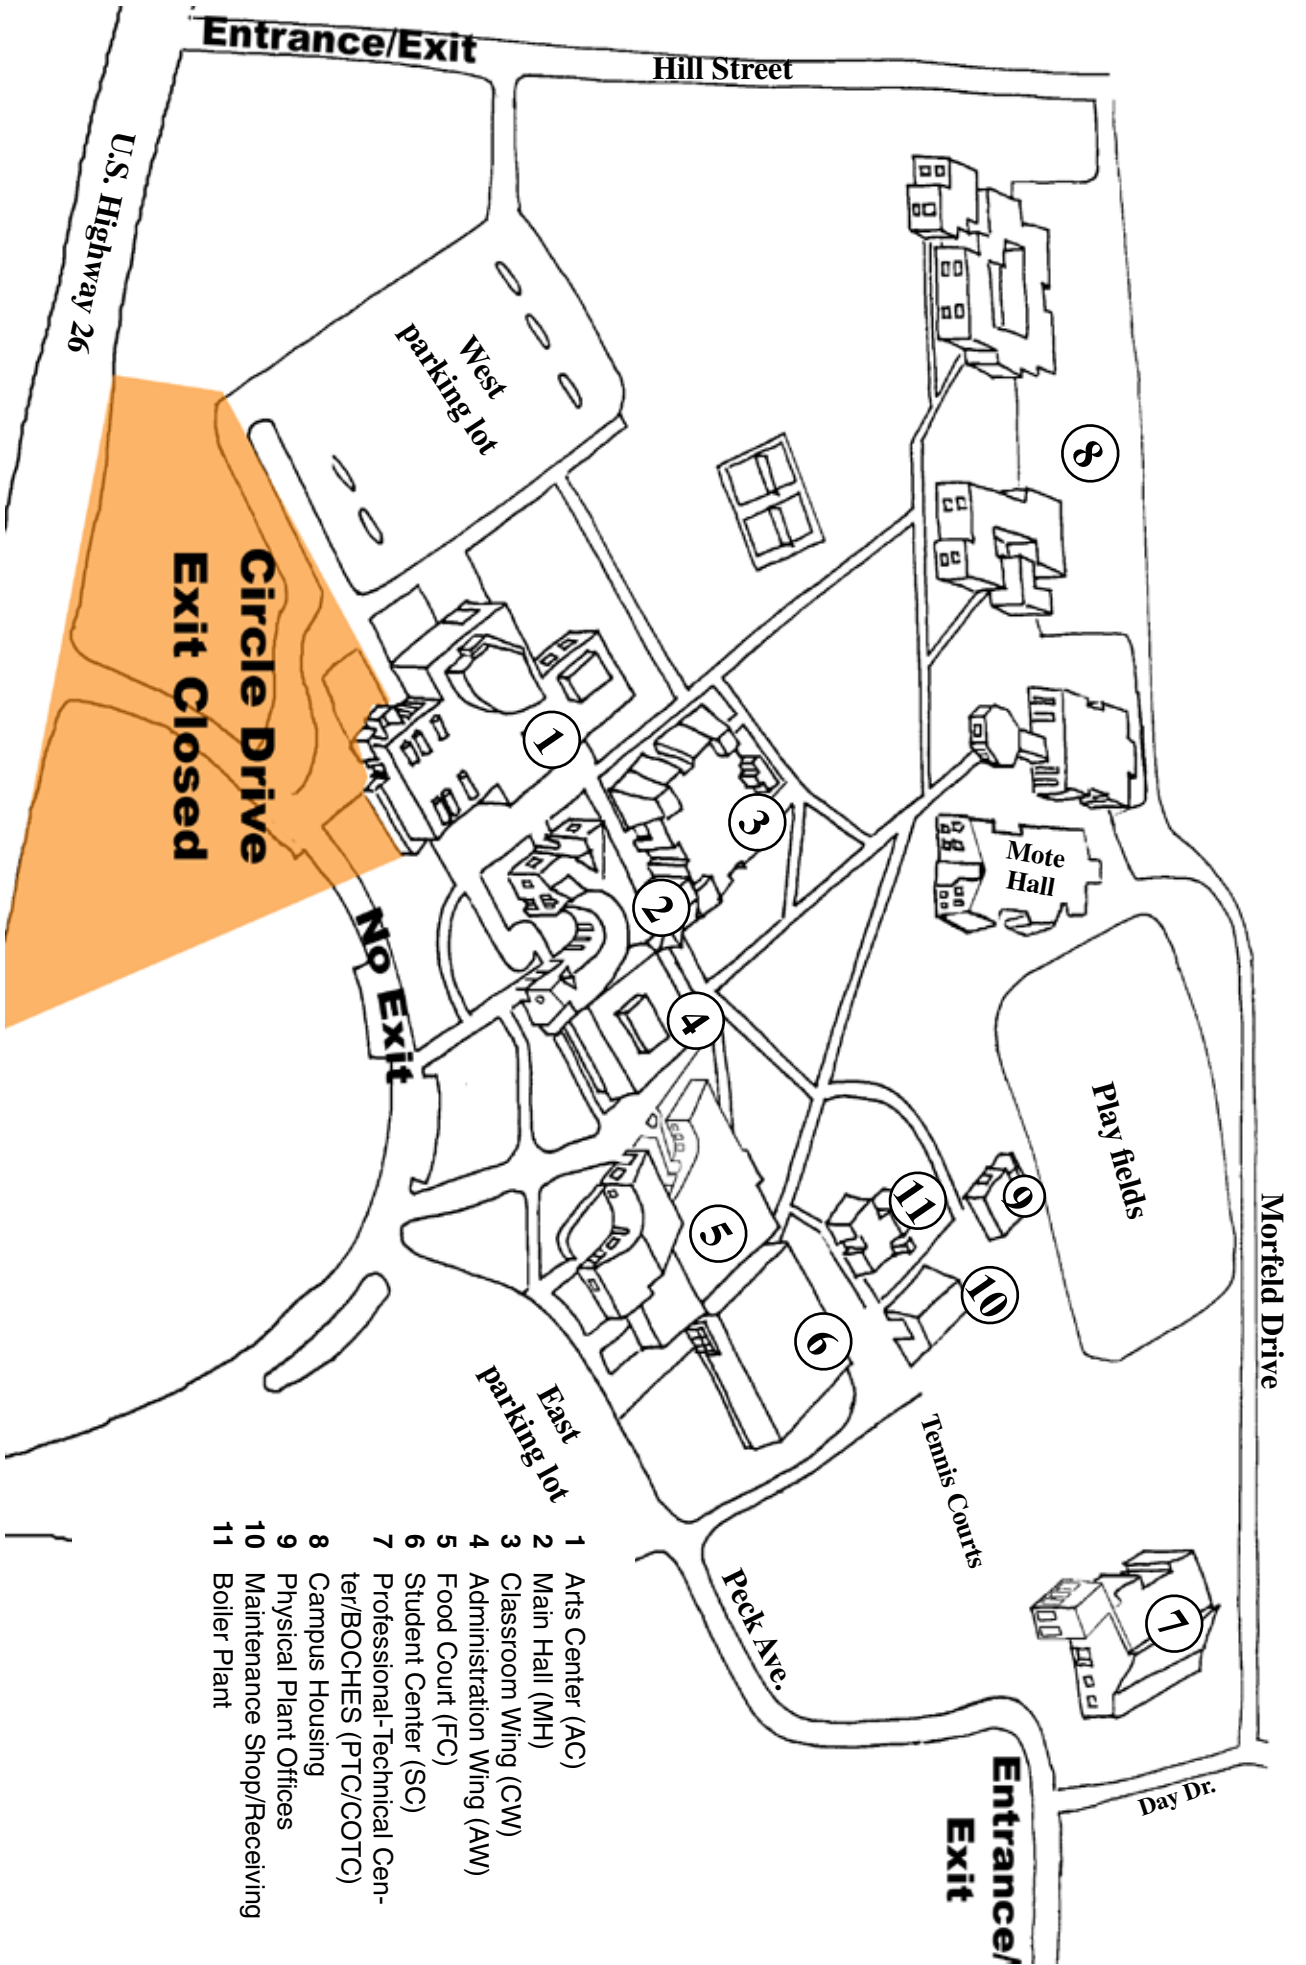 Entrance/Exit
Hill Street
U.S. Highway 26
West
parking lot
8
Circle Drive
Exit Closed
1
3
Mote
Hall
2
No Exit
4
Play fields
11
9
5
10
Morfeld Drive
6
East
parking lot
Tennis Courts
7
Peck Ave.
Day Dr.
Entrance/
Exit
1 Arts Center (AC)
2 Main Hall (MH)
3 Classroom Wing (CW)
4 Administration Wing (AW)
5 Food Court (FC)
6 Student Center (SC)
7 Professional-Technical Cen-
ter/BOCHES (PTC/COTC)
8 Campus Housing
9 Physical Plant Offices
10 Maintenance Shop/Receiving
11 Boiler Plant